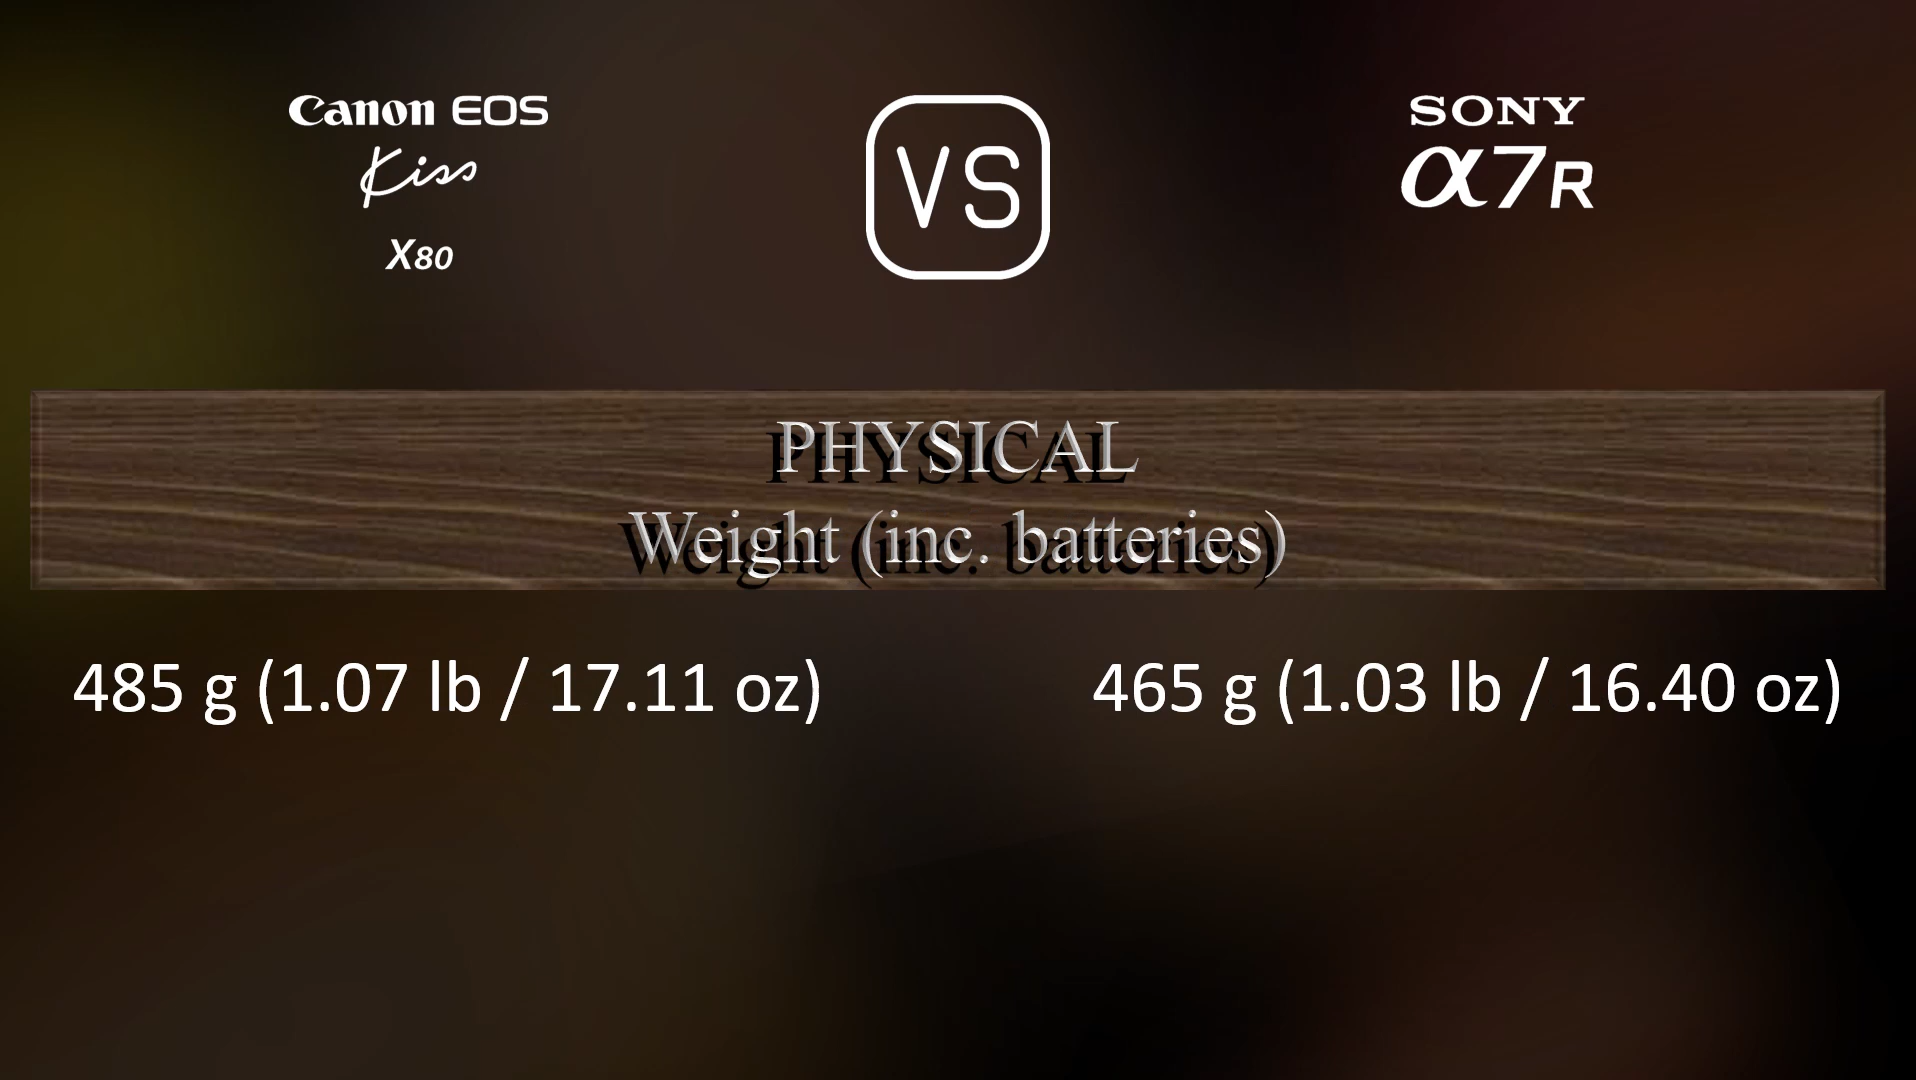 Canon EOS
Kiss
X80
VS
SONY
α7R
PHYSICAL
Weight (inc. batteries)
485 g (1.07 lb / 17.11 oz)
465 g (1.03 lb / 16.40 oz)